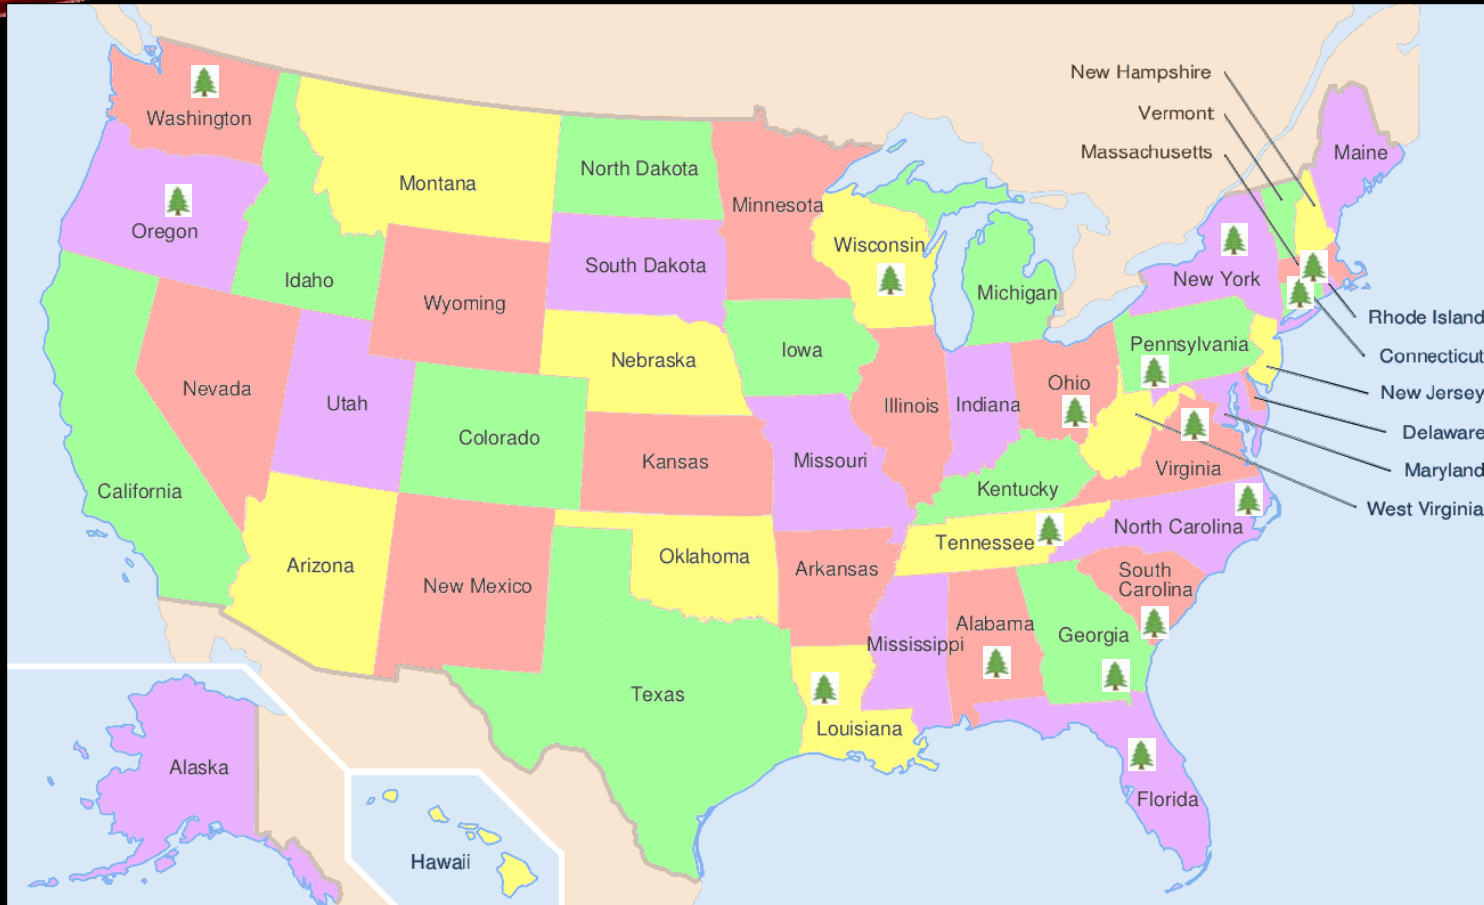 New Hampshire
Vermont
Massachusetts
Washington
Maine
North Dakota
Montana
Minnesota
Oregon
Wisconsin
South Dakota
Idaho
New York
Michigan
Wyoming
Rhode Island
Pennsylvania
Iowa
Connecticut
Nebraska
Ohio
Nevada
New Jersey
Utah
Illinois
Indiana
Delaware
Colorado
Kansas
Missouri
Virginia
Maryland
California
Kentucky
West Virginia
North Carolina
Tennessee
Oklahoma
Arizona
Arkansas
South
Carolina
New Mexico
Alabama
Georgia
Mississippi
Texas
Louisiana
Alaska
Florida
Hawaii